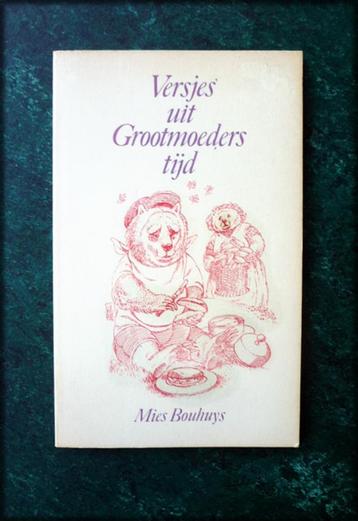 Versjes
uit
Grootmoeders
tijd
Mies Bouhuys